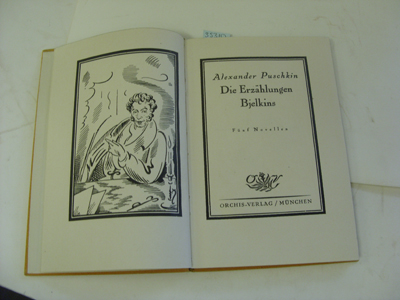 Alexander Puschkin
Die Erzählungen
Bjelkins
Fünf Novellen
ORCHIS-VERLAG / MÜNCHEN